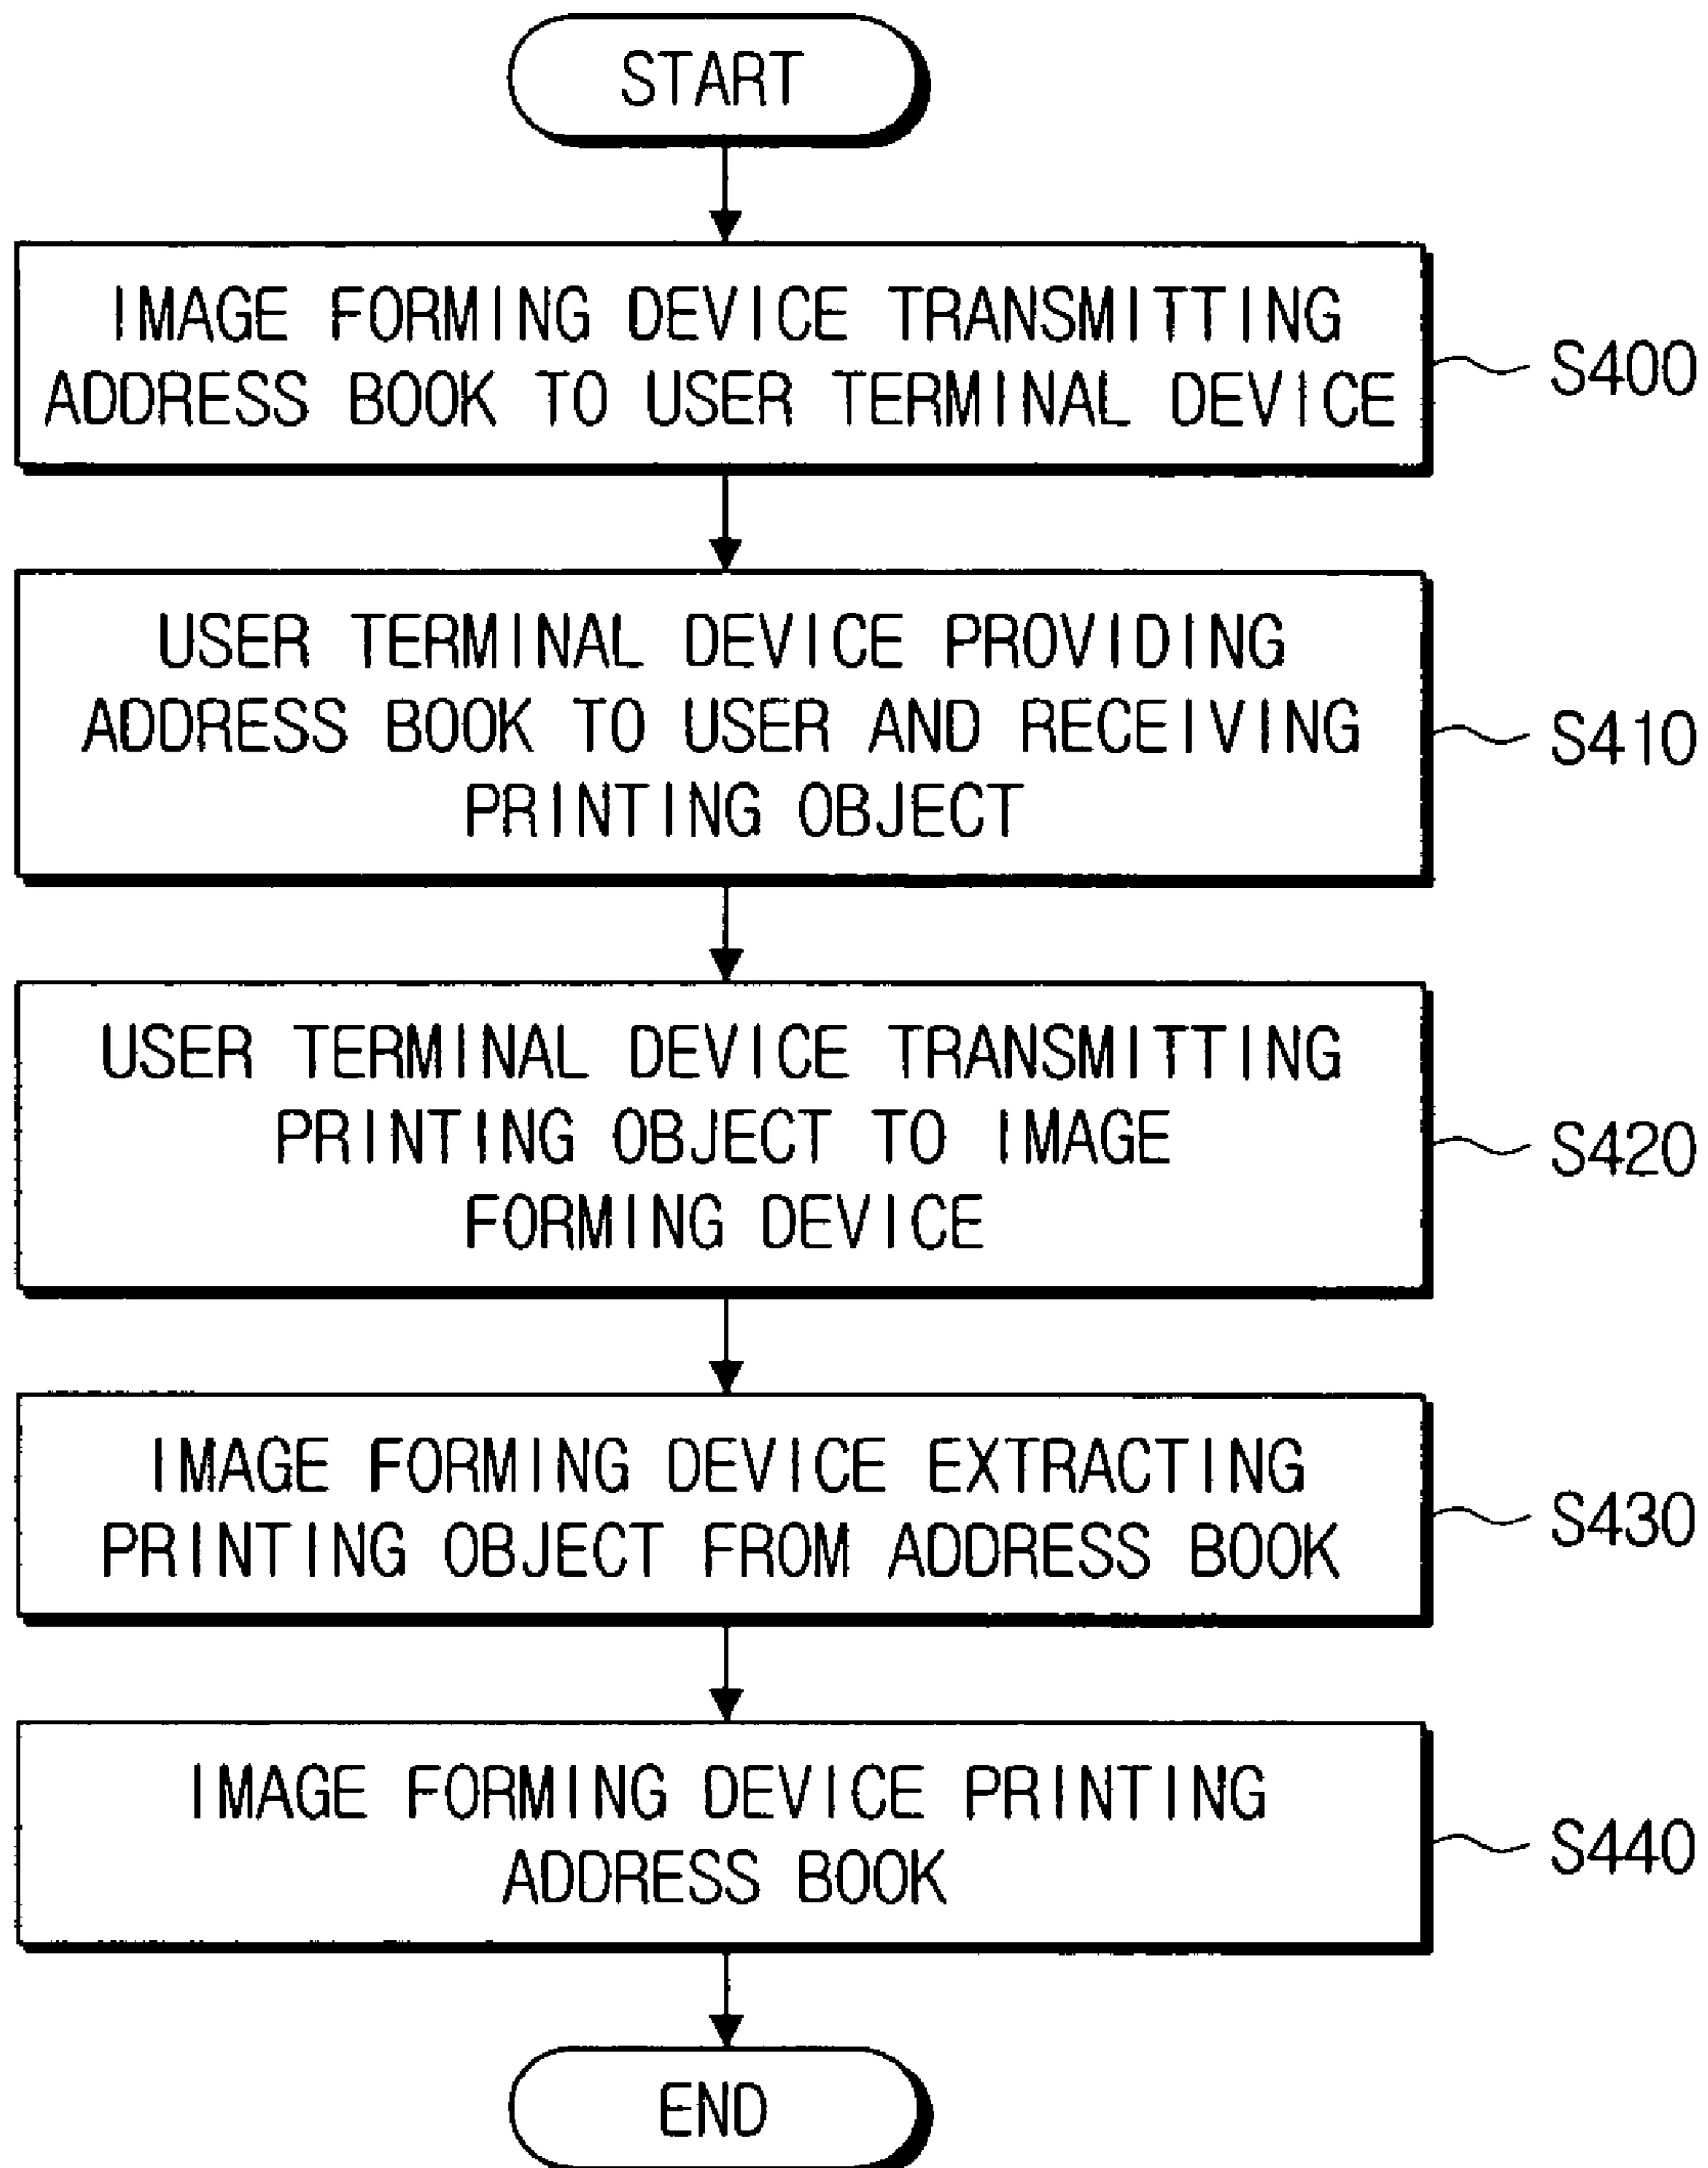 START
IMAGE FORMING DEVICE TRANSMITTING
ADDRESS BOOK TO USER TERMINAL DEVICE
S400
USER TERMINAL DEVICE PROVIDING
ADDRESS BOOK TO USER AND RECEIVING
PRINTING OBJECT
S410
USER TERMINAL DEVICE TRANSMITTING
PRINTING OBJECT TO IMAGE
FORMING DEVICE
S420
IMAGE FORMING DEVICE EXTRACTING
PRINTING OBJECT FROM ADDRESS BOOK
S430
IMAGE FORMING DEVICE PRINTING
ADDRESS BOOK
S440
END